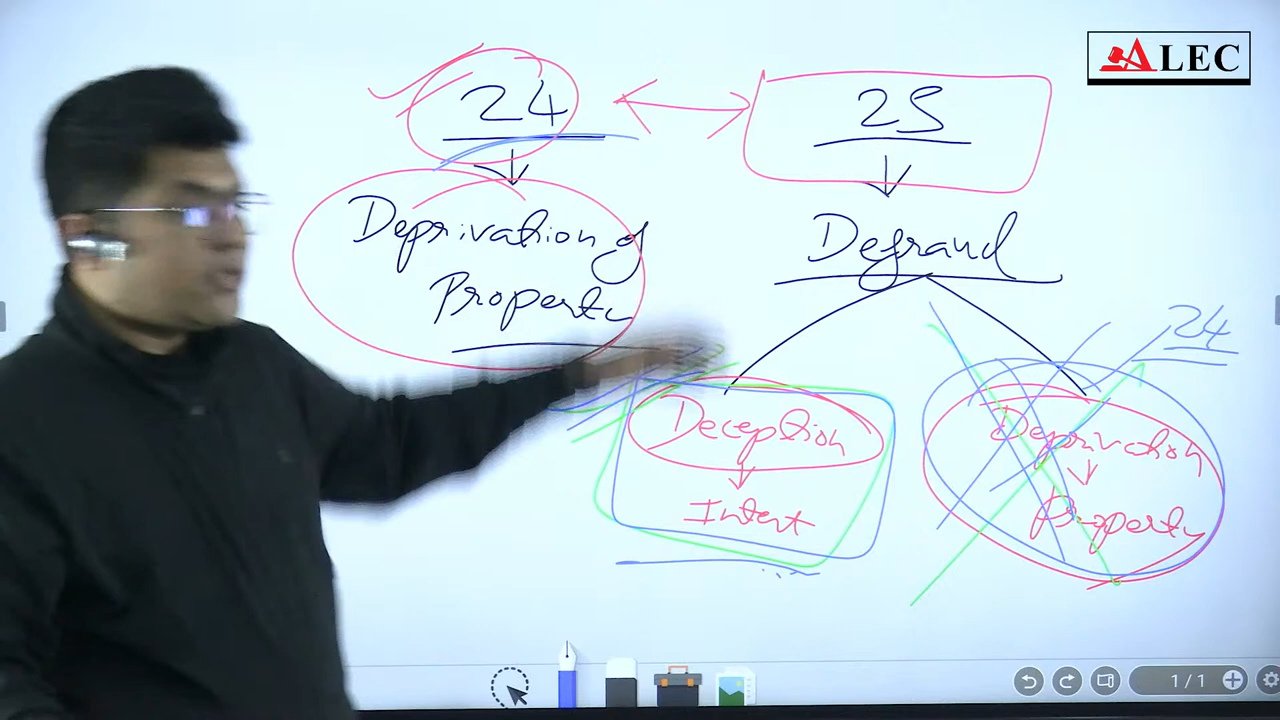 ALEC
24
25
Deprivation of
Property
Defraud
24
Deception
Intent
Deprivation
Property
1/1